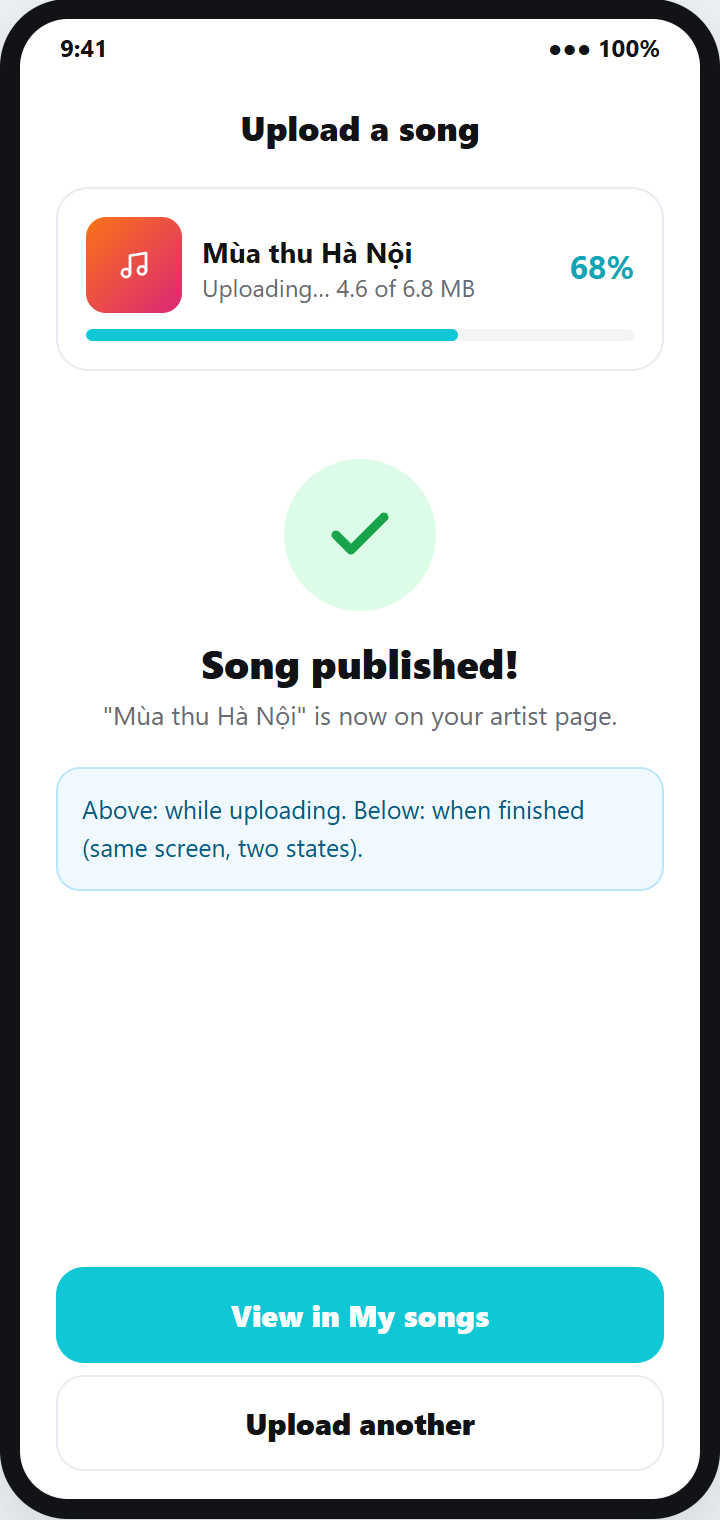 9:41
●●● 100%
Upload a song
Mùa thu Hà Nội
Uploading... 4.6 of 6.8 MB
68%
Song published!
"Mùa thu Hà Nội" is now on your artist page.
Above: while uploading. Below: when finished
(same screen, two states).
View in My songs
Upload another